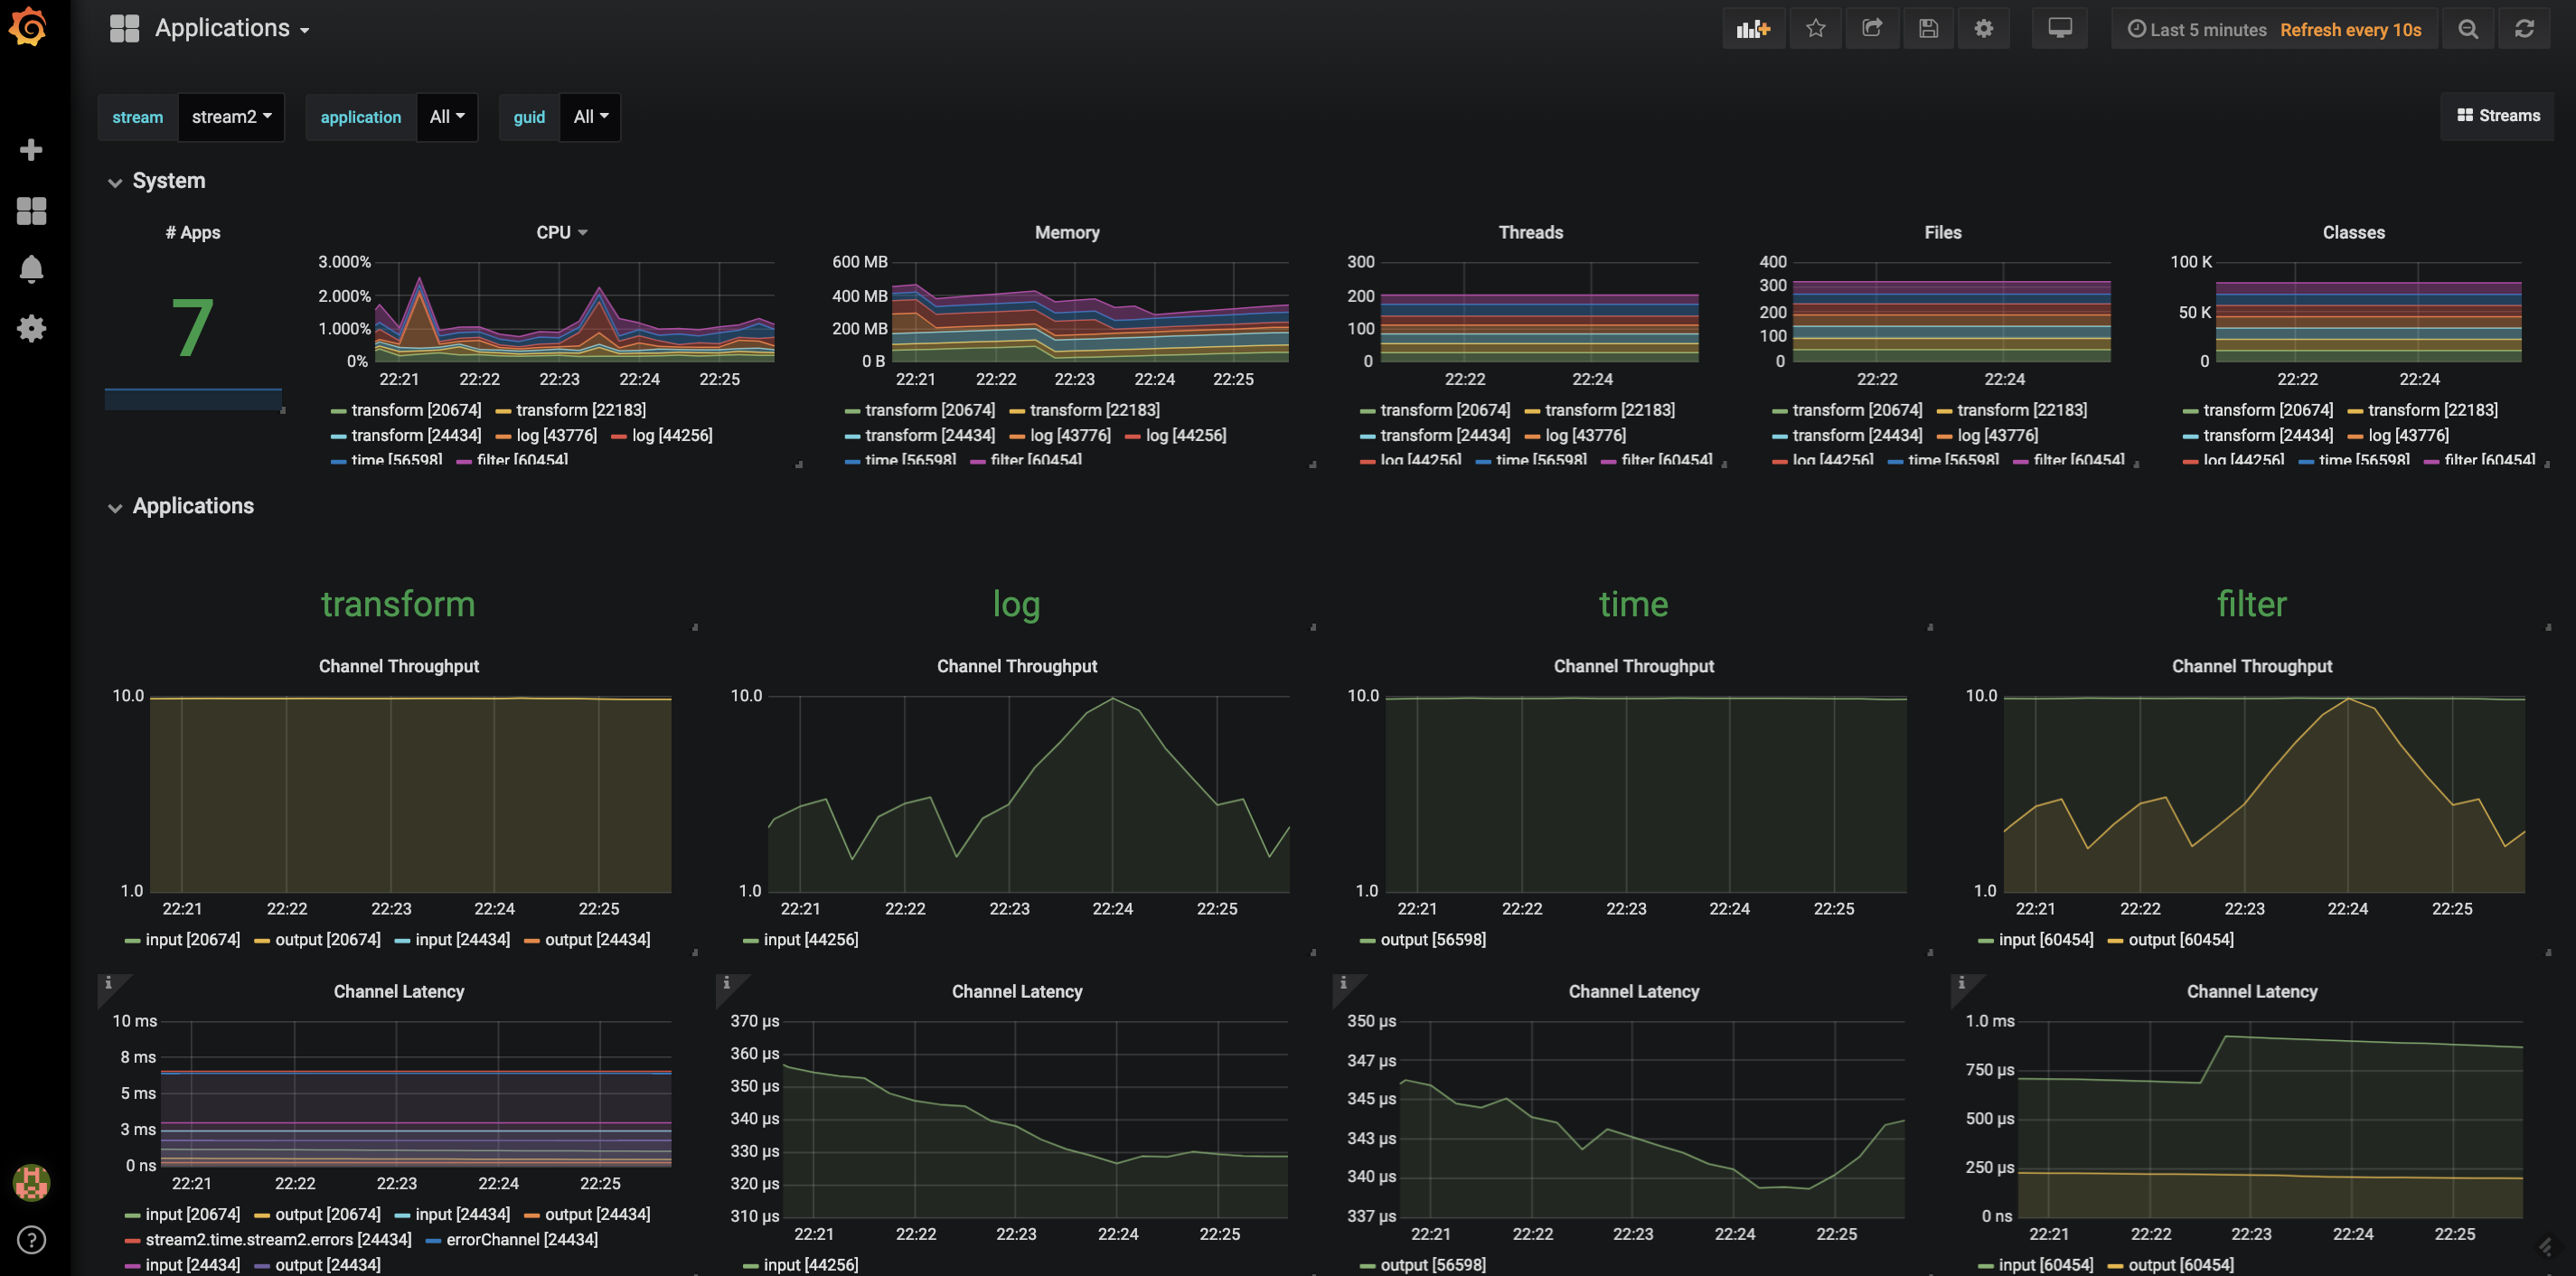 Applications
Last 5 minutes Refresh every 10s
stream stream2 application All guid All
Streams
System
# Apps
7
CPU
3.000%
2.000%
1.000%
0%
22:21 22:22 22:23 22:24 22:25
transform [20674] transform [22183]
transform [24434] log [43776] log [44256]
time [56598] filter [60454]
Memory
600 MB
400 MB
200 MB
0 B
22:21 22:22 22:23 22:24 22:25
transform [20674] transform [22183]
transform [24434] log [43776] log [44256]
time [56598] filter [60454]
Threads
300
200
100
0
22:22 22:24
transform [20674] transform [22183]
transform [24434] log [43776]
log [44256] time [56598] filter [60454]
Files
400
300
200
100
0
22:22 22:24
transform [20674] transform [22183]
transform [24434] log [43776]
log [44256] time [56598] filter [60454]
Classes
100 K
50 K
0
22:22 22:24
transform [20674] transform [22183]
transform [24434] log [43776]
log [44256] time [56598] filter [60454]
Applications
transform
log
time
filter
Channel Throughput
10.0
1.0
22:21 22:22 22:23 22:24 22:25
input [20674] output [20674] input [24434] output [24434]
Channel Throughput
10.0
1.0
22:21 22:22 22:23 22:24 22:25
input [44256]
Channel Throughput
10.0
1.0
22:21 22:22 22:23 22:24 22:25
output [56598]
Channel Throughput
10.0
1.0
22:21 22:22 22:23 22:24 22:25
input [60454] output [60454]
i
Channel Latency
10 ms
8 ms
5 ms
3 ms
0 ns
22:21 22:22 22:23 22:24 22:25
input [20674] output [20674] input [24434] output [24434]
stream2.time.stream2.errors [24434] errorChannel [24434]
input [24434] output [24434]
i
Channel Latency
370 µs
360 µs
350 µs
340 µs
330 µs
320 µs
310 µs
22:21 22:22 22:23 22:24 22:25
input [44256]
i
Channel Latency
350 µs
347 µs
345 µs
343 µs
340 µs
337 µs
22:21 22:22 22:23 22:24 22:25
output [56598]
i
Channel Latency
1.0 ms
750 µs
500 µs
250 µs
0 ns
22:21 22:22 22:23 22:24 22:25
input [60454] output [60454]